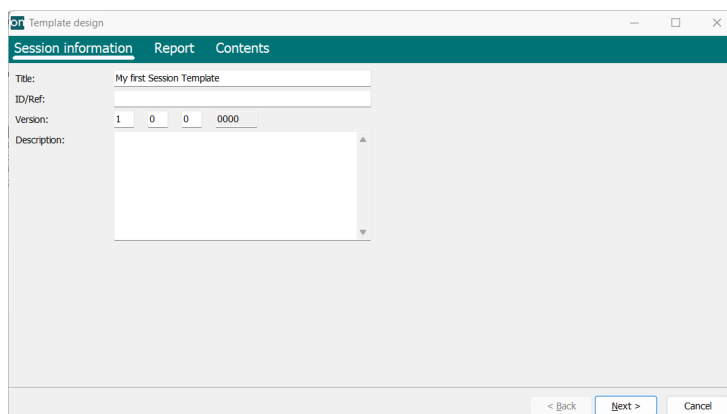 on Template design
Session information Report Contents
Title: My first Session Template
ID/Ref:
Version: 1 0 0 0000
Description:
< Back Next > Cancel